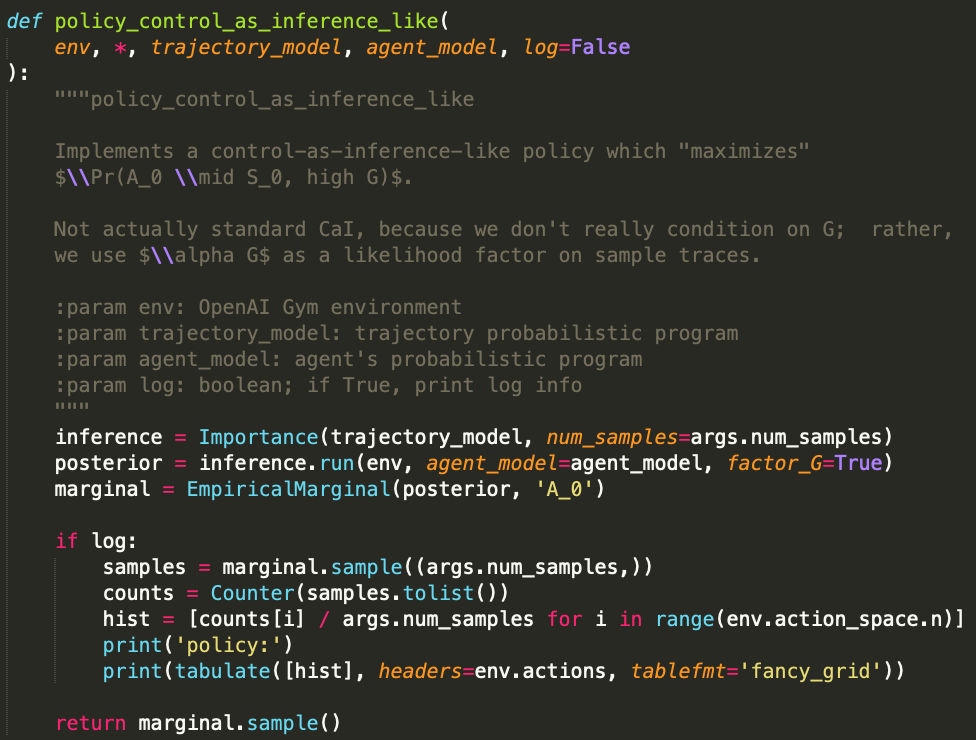 def policy_control_as_inference_like(
    env, *, trajectory_model, agent_model, log=False
):
    """policy_control_as_inference_like

    Implements a control-as-inference-like policy which "maximizes"
    $\\Pr(A_0 \\mid S_0, high G)$.

    Not actually standard CaI, because we don't really condition on G;  rather,
    we use $\\alpha G$ as a likelihood factor on sample traces.

    :param env: OpenAI Gym environment
    :param trajectory_model: trajectory probabilistic program
    :param agent_model: agent's probabilistic program
    :param log: boolean; if True, print log info
    """
    inference = Importance(trajectory_model, num_samples=args.num_samples)
    posterior = inference.run(env, agent_model=agent_model, factor_G=True)
    marginal = EmpiricalMarginal(posterior, 'A_0')

    if log:
        samples = marginal.sample((args.num_samples,))
        counts = Counter(samples.tolist())
        hist = [counts[i] / args.num_samples for i in range(env.action_space.n)]
        print('policy:')
        print(tabulate([hist], headers=env.actions, tablefmt='fancy_grid'))

    return marginal.sample()